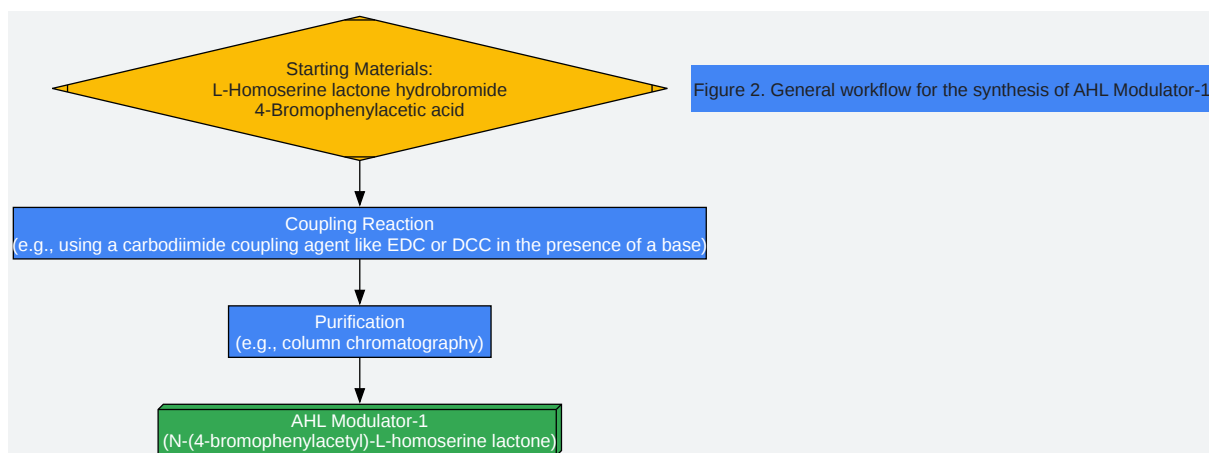 Starting Materials:
L-Homoserine lactone hydrobromide
4-Bromophenylacetic acid
Figure 2. General workflow for the synthesis of AHL Modulator-1
Coupling Reaction
(e.g., using a carbodiimide coupling agent like EDC or DCC in the presence of a base)
Purification
(e.g., column chromatography)
AHL Modulator-1
(N-(4-bromophenylacetyl)-L-homoserine lactone)